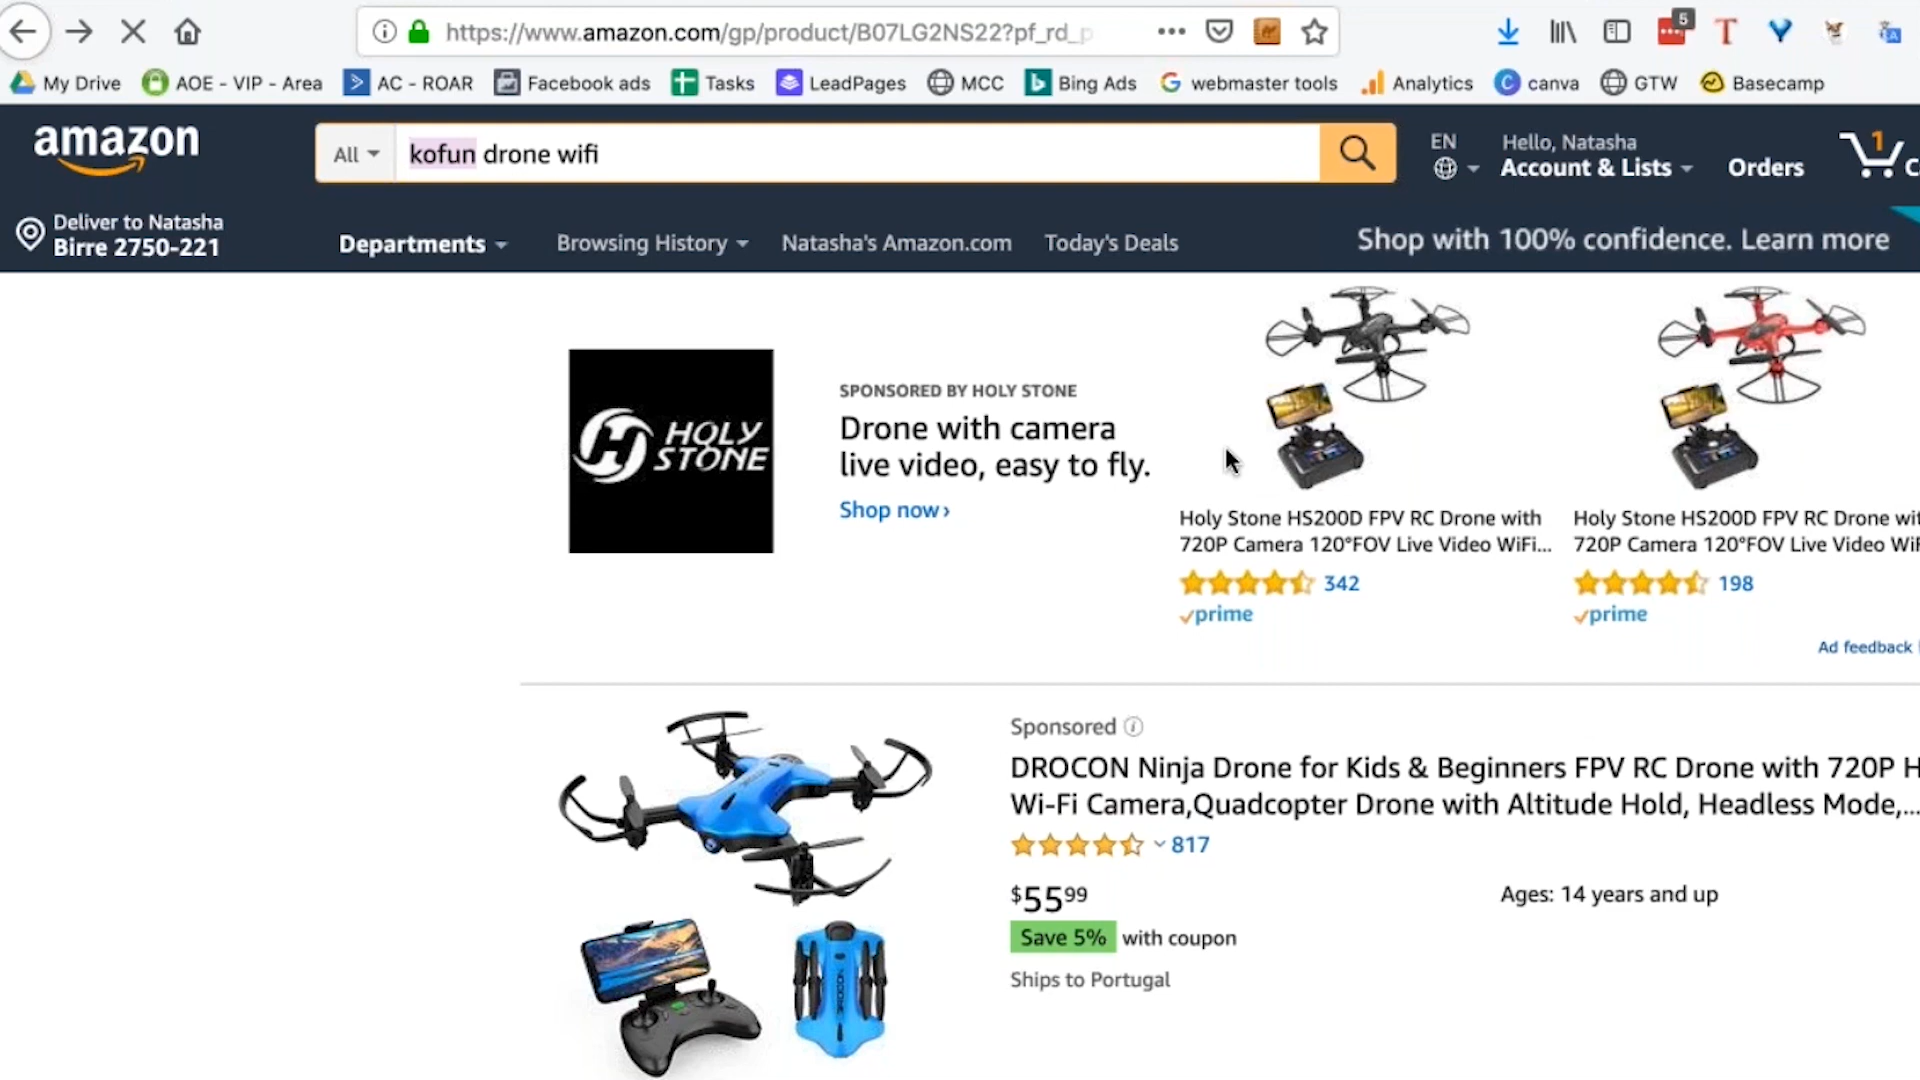 https://www.amazon.com/gp/product/B07LG2NS22?pf_rd_p
5
My Drive AOE - VIP - Area AC - ROAR Facebook ads Tasks LeadPages MCC Bing Ads webmaster tools Analytics canva GTW Basecamp
amazon
All
kofun drone wifi
EN
Hello, Natasha
Account & Lists
Orders
1
C
Deliver to Natasha
Birre 2750-221
Departments
Browsing History
Natasha's Amazon.com
Today's Deals
Shop with 100% confidence. Learn more
HOLY
STONE
SPONSORED BY HOLY STONE
Drone with camera
live video, easy to fly.
Shop now ›
Holy Stone HS200D FPV RC Drone with
720P Camera 120°FOV Live Video WiFi...
342
prime
Holy Stone HS200D FPV RC Drone wit
720P Camera 120°FOV Live Video WiF
198
prime
Ad feedback
Sponsored
DROCON Ninja Drone for Kids & Beginners FPV RC Drone with 720P H
Wi-Fi Camera,Quadcopter Drone with Altitude Hold, Headless Mode,...
817
$5599
Ages: 14 years and up
Save 5% with coupon
Ships to Portugal
DROCON